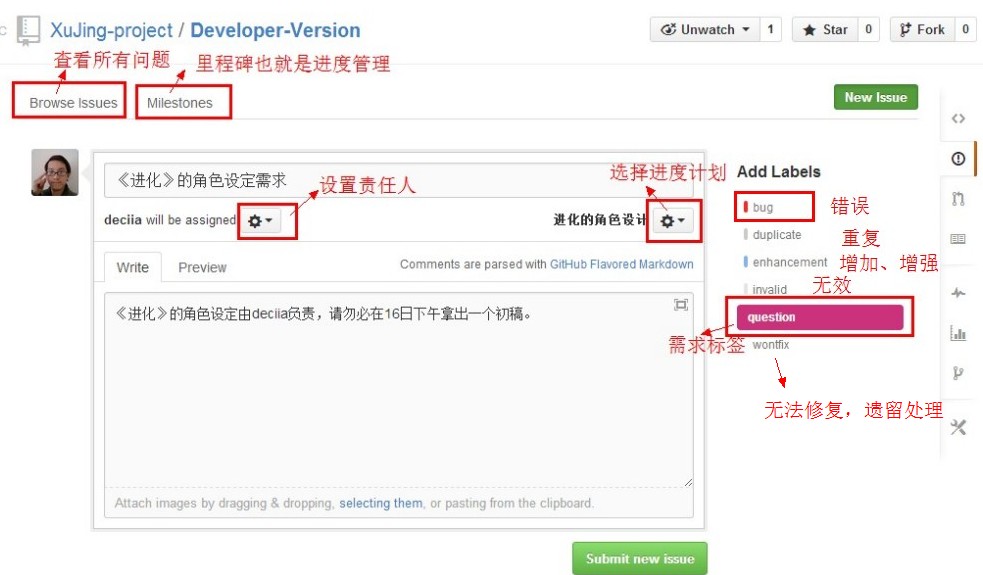 XuJing-project / Developer-Version
Unwatch 1
Star 0
Fork 0
查看所有问题
里程碑也就是进度管理
Browse Issues
Milestones
New Issue
《进化》的角色设定需求
设置责任人
选择进度计划
deciia will be assigned
进化的角色设计
Write
Preview
Comments are parsed with GitHub Flavored Markdown
《进化》的角色设定由deciia负责，请勿必在16日下午拿出一个初稿。
Attach images by dragging & dropping, selecting them, or pasting from the clipboard.
Submit new issue
Add Labels
bug 错误
duplicate 重复
enhancement 增加、增强
invalid 无效
question
需求标签
wontfix
无法修复，遗留处理